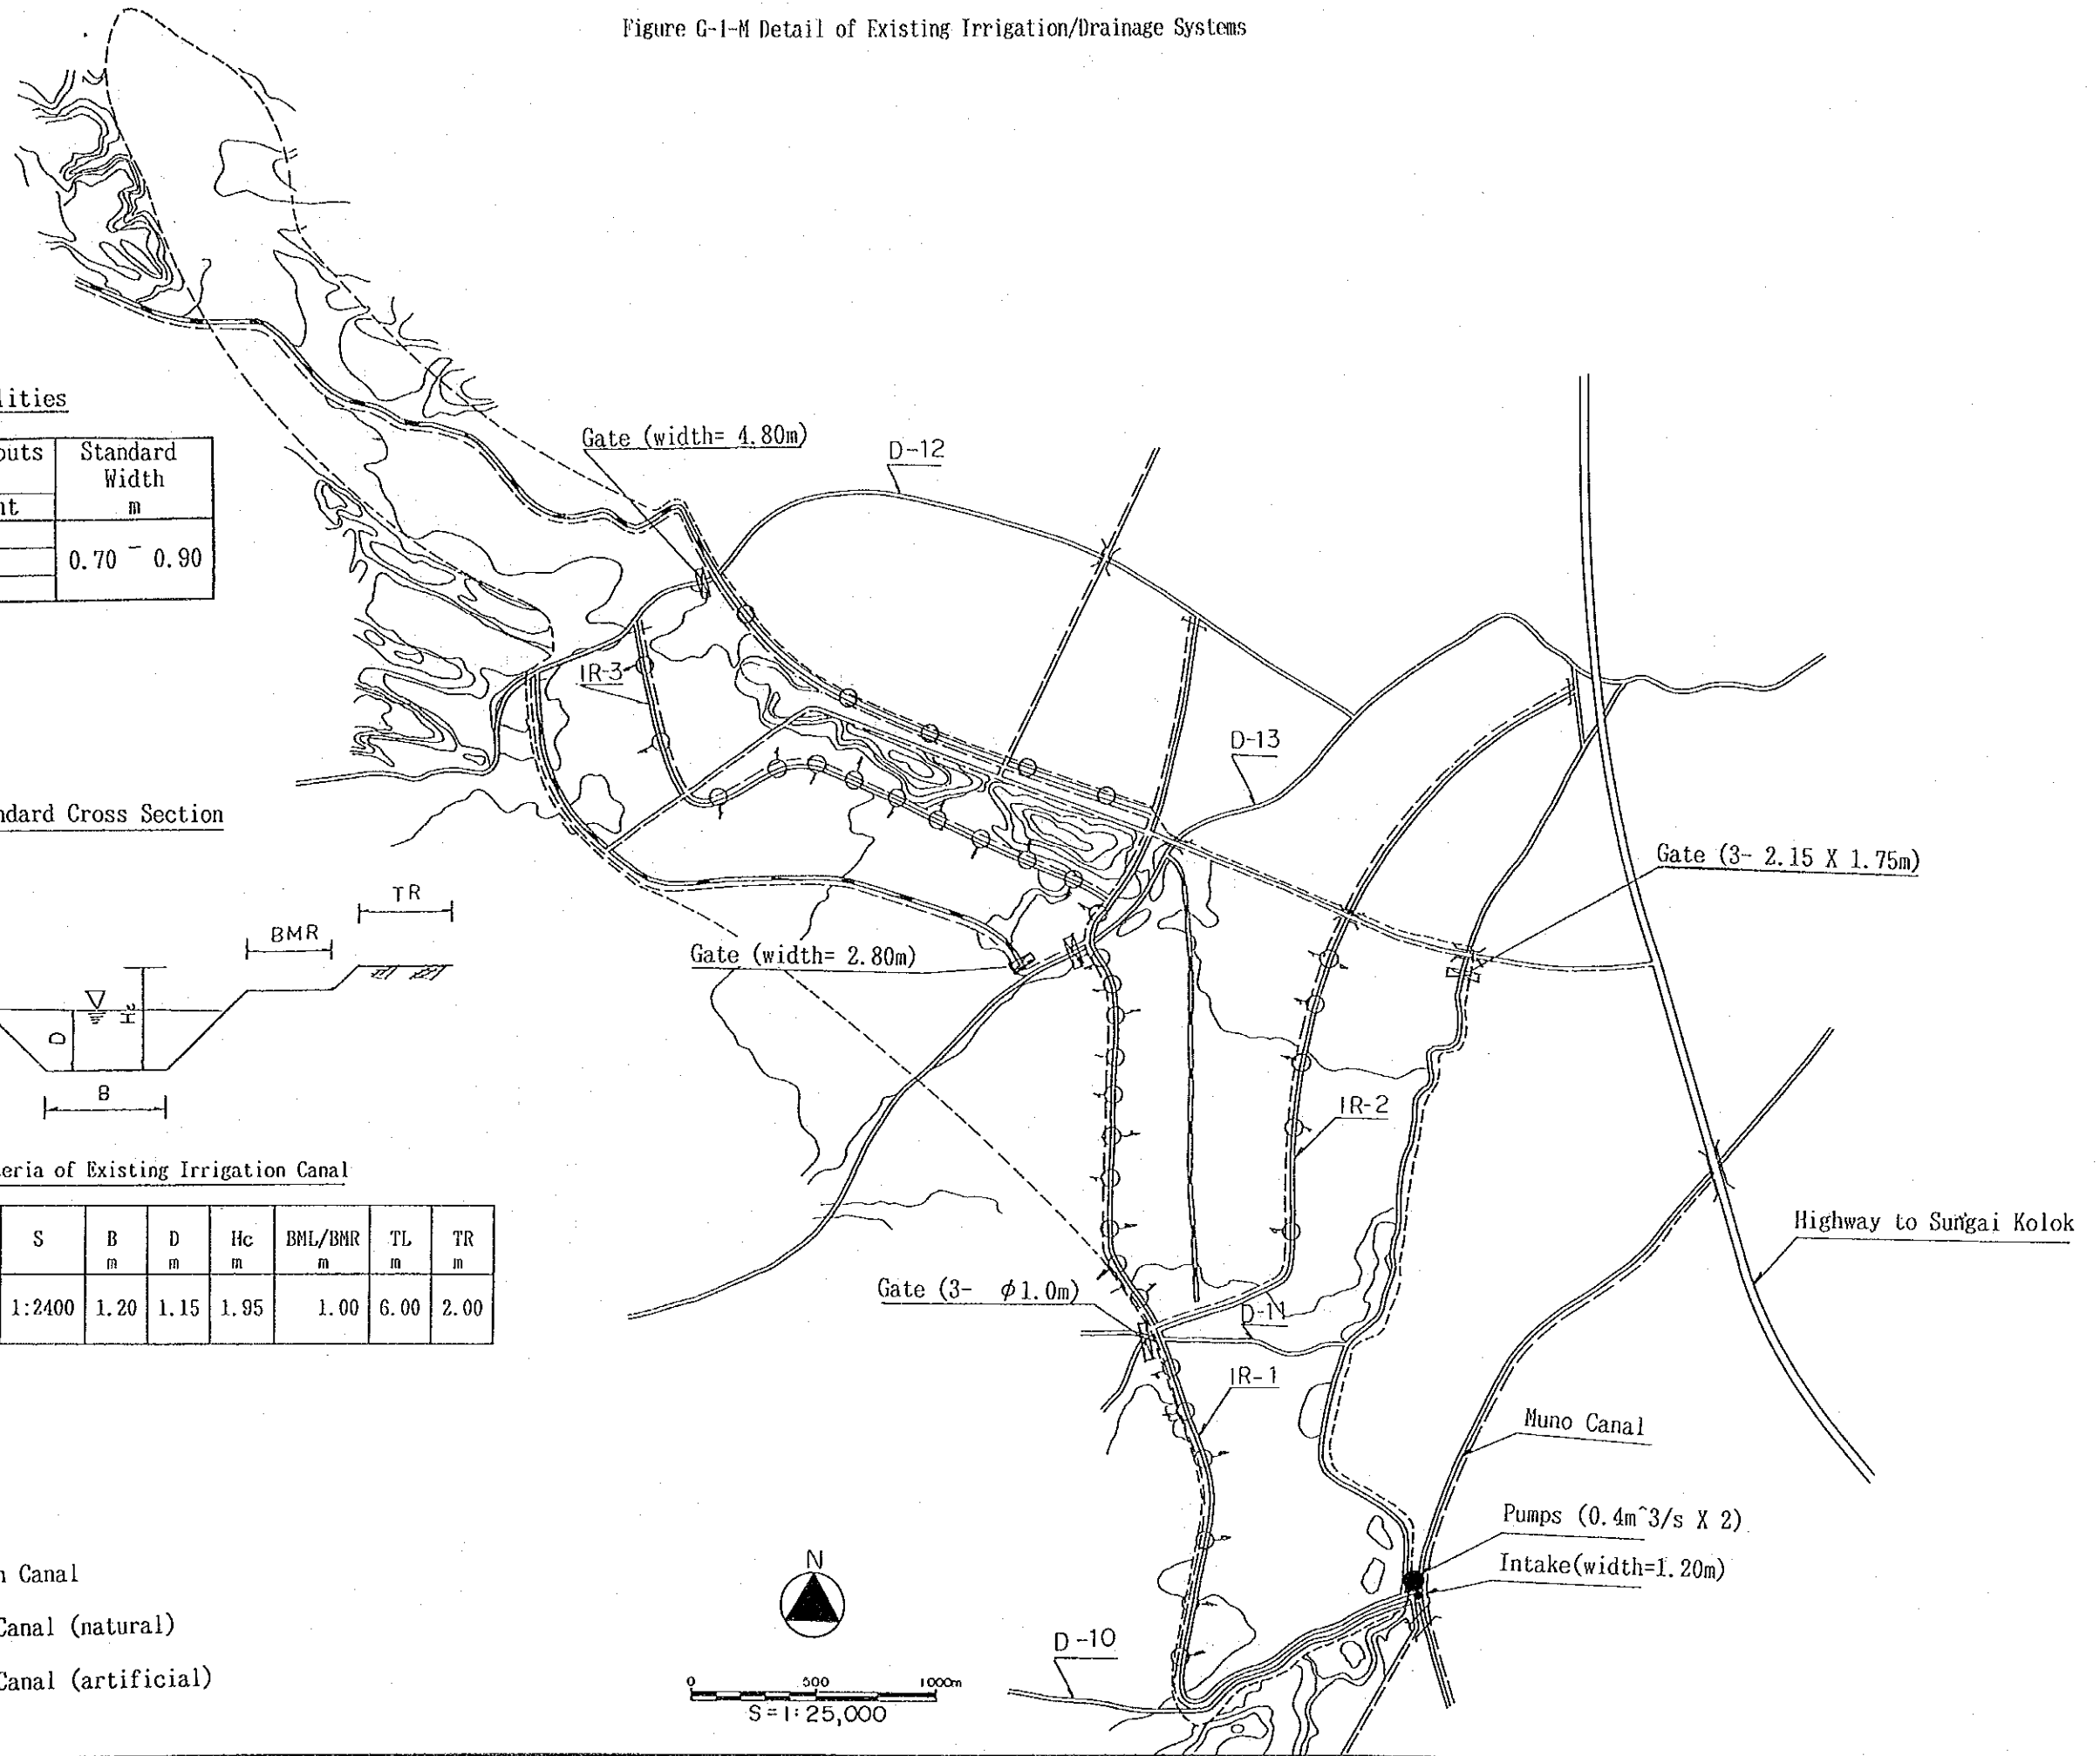 Figure G-1-M Detail of Existing Irrigation/Drainage Systems
Gate (width= 4.80m)
D-12
Standard
Width
m
0.70 - 0.90
IR-3
D-13
Gate (3- 2.15 X 1.75m)
Cross Section
TR
BMR
Hc
D
B
Gate (width= 2.80m)
IR-2
of Existing Irrigation Canal
S B D Hc BML/BMR TL TR
m m m m m m
1:2400 1.20 1.15 1.95 1.00 6.00 2.00
Highway to Sungai Kolok
Gate (3- φ1.0m)
D-11
IR-1
Muno Canal
Pumps (0.4m^3/s X 2)
Intake(width=1.20m)
Canal
Canal (natural)
Canal (artificial)
N
D-10
0 500 1000m
S=1:25,000